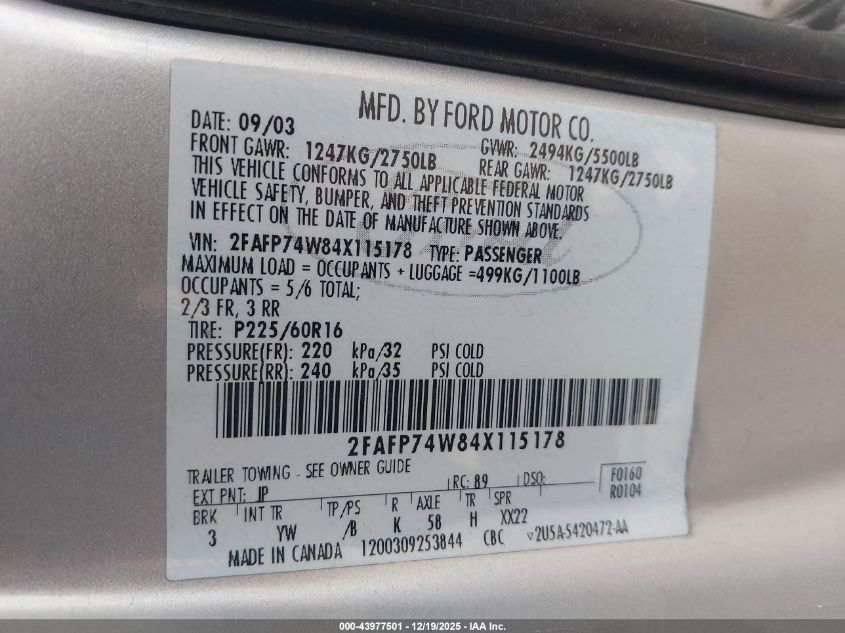 MFD. BY FORD MOTOR CO.
DATE: 09/03 GVWR: 2494KG/5500LB
FRONT GAWR: 1247KG/2750LB REAR GAWR: 1247KG/2750LB
THIS VEHICLE CONFORMS TO ALL APPLICABLE FEDERAL MOTOR
VEHICLE SAFETY, BUMPER, AND THEFT PREVENTION STANDARDS
IN EFFECT ON THE DATE OF MANUFACTURE SHOWN ABOVE.
VIN: 2FAFP74W84X115178 TYPE: PASSENGER
MAXIMUM LOAD = OCCUPANTS + LUGGAGE =499KG/1100LB
OCCUPANTS = 5/6 TOTAL;
2/3 FR, 3 RR
TIRE: P225/60R16
PRESSURE(FR): 220 kPa/32 PSI COLD
PRESSURE(RR): 240 kPa/35 PSI COLD
2FAFP74W84X115178
TRAILER TOWING - SEE OWNER GUIDE
EXT PNT: JP RC: 89 DSO: F0160
R0104
BRK INT TR TP/PS R AXLE TR SPR
3 YW /B K 58 H XX22
MADE IN CANADA 1200309253844 CBC ▽2U5A-5420472-AA
000-43977501 - 12/19/2025 - IAA Inc.